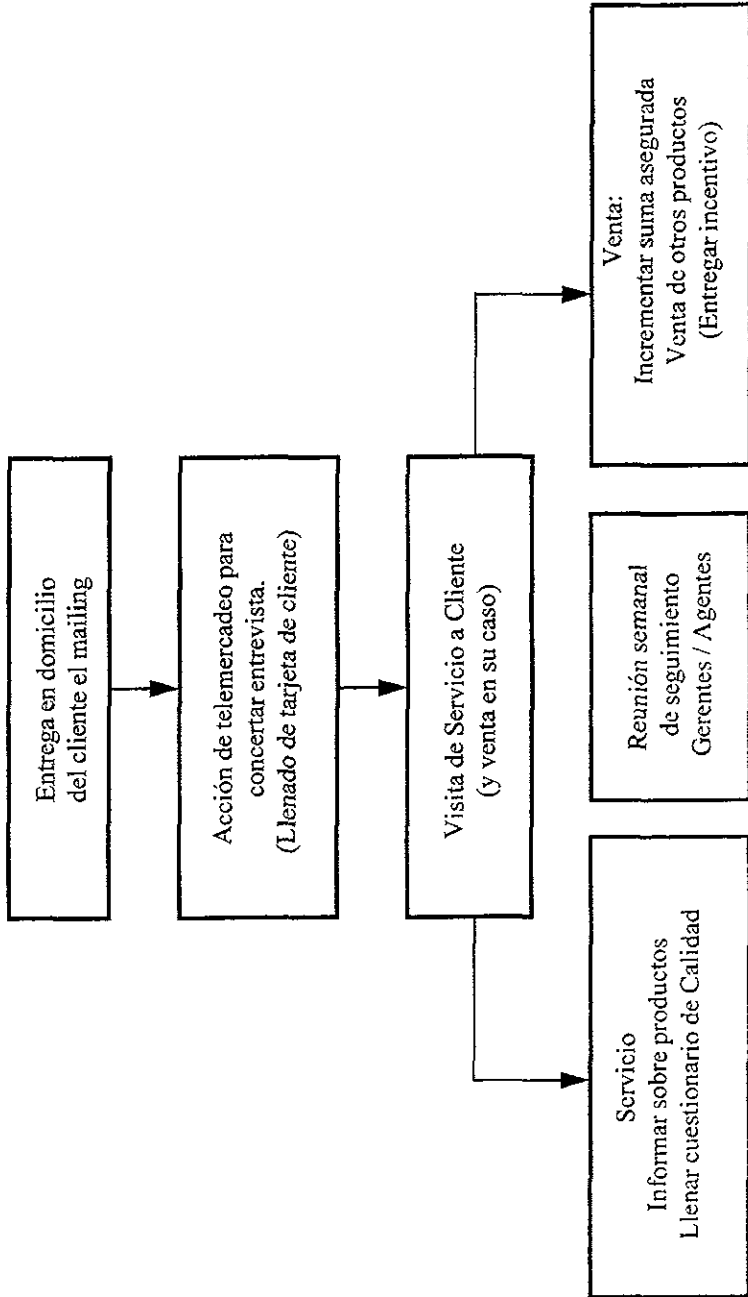 Entrega en domicilio
del cliente el mailing
Acción de telemercadeo para
concertar entrevista.
(Llenado de tarjeta de cliente)
Visita de Servicio a Cliente
(y venta en su caso)
Servicio
Informar sobre productos
Llenar cuestionario de Calidad
Reunión semanal
de seguimiento
Gerentes / Agentes
Venta:
Incrementar suma asegurada
Venta de otros productos
(Entregar incentivo)